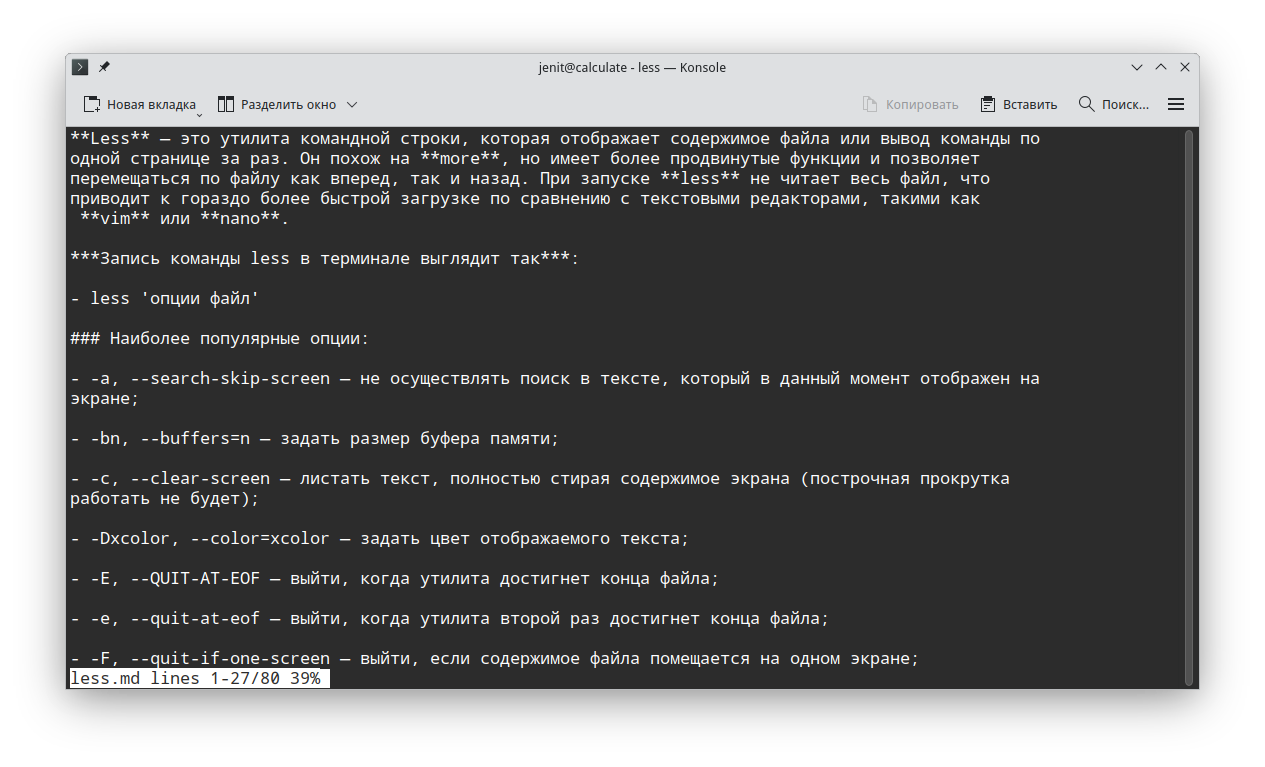 jenit@calculate - less — Konsole
Новая вкладка Разделить окно Копировать Вставить Поиск...
**Less** — это утилита командной строки, которая отображает содержимое файла или вывод команды по
одной странице за раз. Он похож на **more**, но имеет более продвинутые функции и позволяет
перемещаться по файлу как вперед, так и назад. При запуске **less** не читает весь файл, что
приводит к гораздо более быстрой загрузке по сравнению с текстовыми редакторами, такими как
**vim** или **nano**.
***Запись команды less в терминале выглядит так***:
- less 'опции файл'
### Наиболее популярные опции:
- -a, --search-skip-screen — не осуществлять поиск в тексте, который в данный момент отображен на
экране;
- -bn, --buffers=n — задать размер буфера памяти;
- -c, --clear-screen — листать текст, полностью стирая содержимое экрана (построчная прокрутка
работать не будет);
- -Dxcolor, --color=xcolor — задать цвет отображаемого текста;
- -E, --QUIT-AT-EOF — выйти, когда утилита достигнет конца файла;
- -e, --quit-at-eof — выйти, когда утилита второй раз достигнет конца файла;
- -F, --quit-if-one-screen — выйти, если содержимое файла помещается на одном экране;
less.md lines 1-27/80 39%